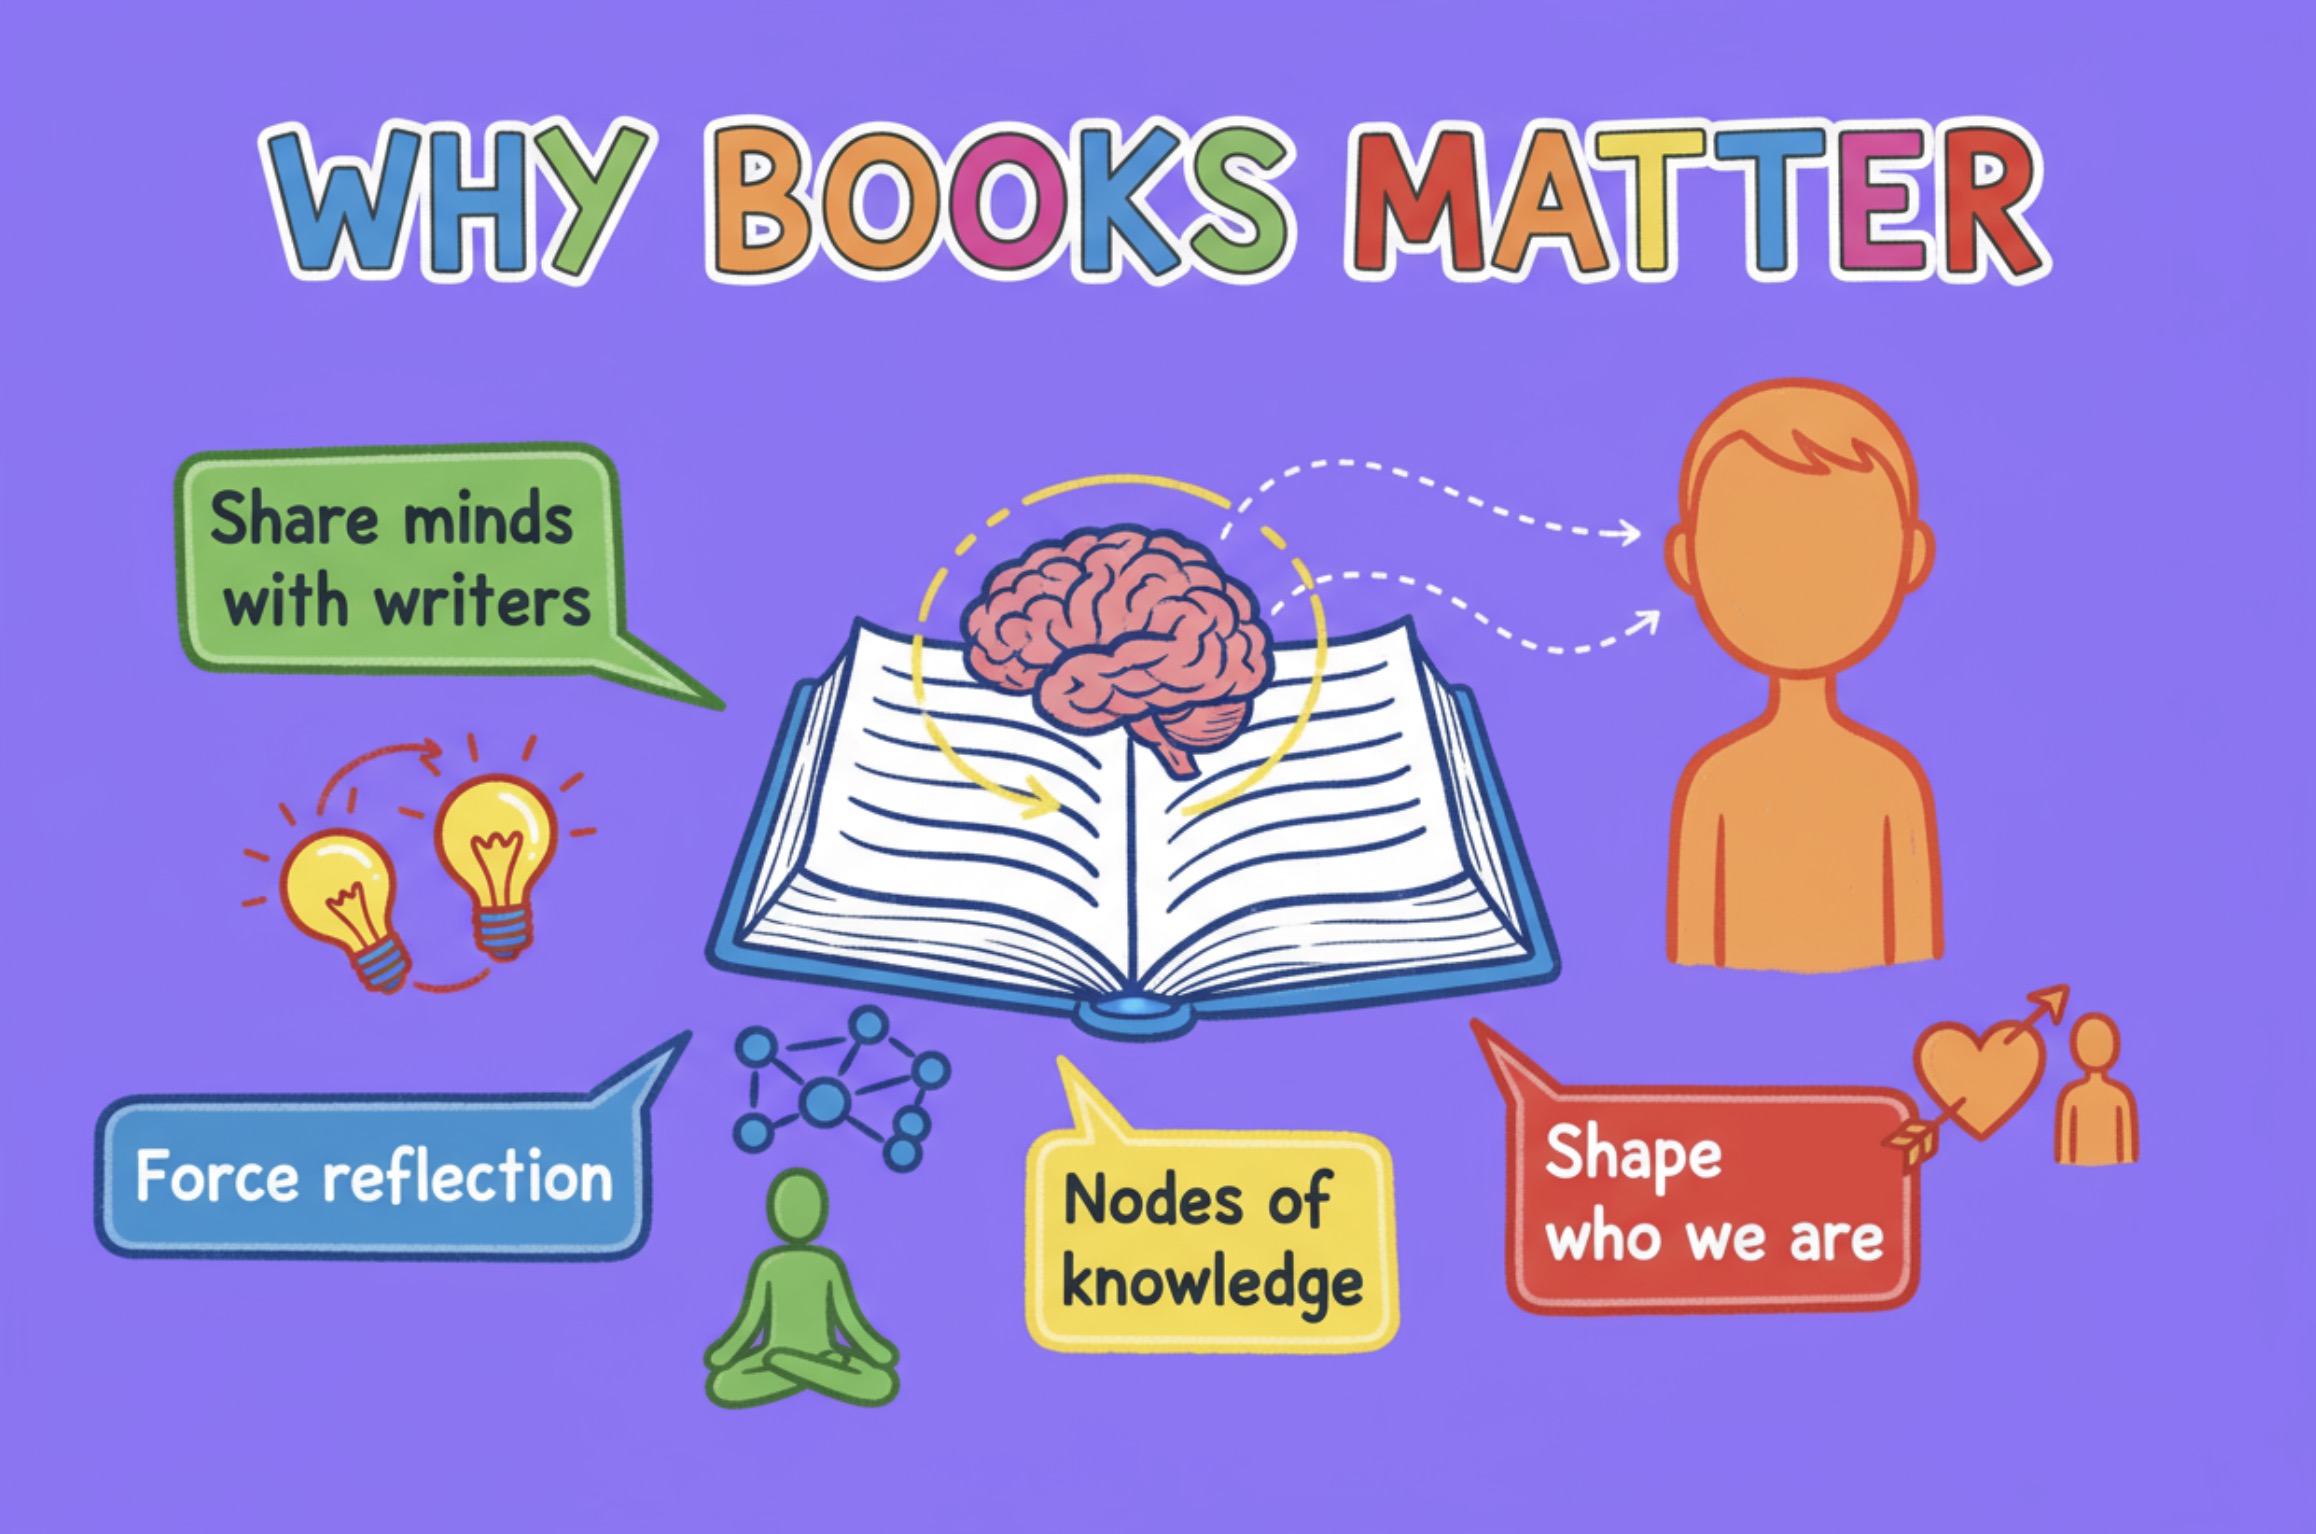 WHY BOOKS MATTER
Share minds
with writers
Force reflection
Nodes of
knowledge
Shape
who we are